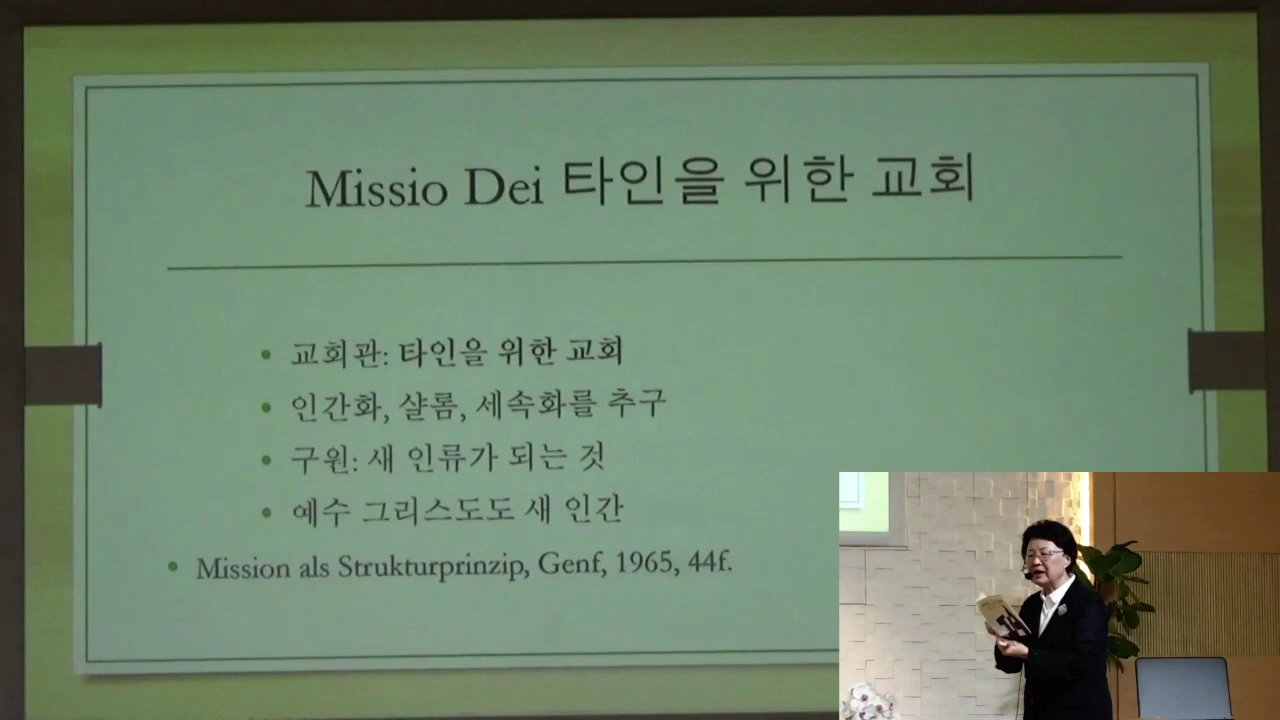 Missio Dei 타인을 위한 교회
• 교회관: 타인을 위한 교회
• 인간화, 샬롬, 세속화를 추구
• 구원: 새 인류가 되는 것
• 예수 그리스도도 새 인간
• Mission als Strukturprinzip, Genf, 1965, 44f.